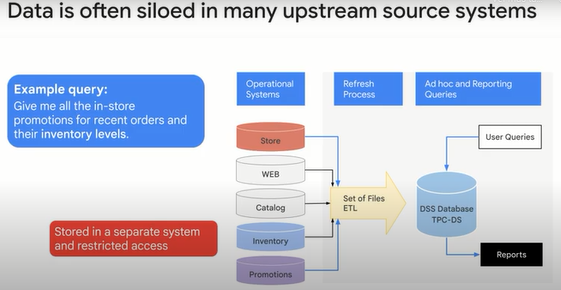 Data is often siloed in many upstream source systems
Example query:
Give me all the in-store
promotions for recent orders and
their inventory levels.
Stored in a separate system
and restricted access
Operational
Systems
Refresh
Process
Ad hoc and Reporting
Queries
Store
WEB
Catalog
Inventory
Promotions
Set of Files
ETL
User Queries
DSS Database
TPC-DS
Reports